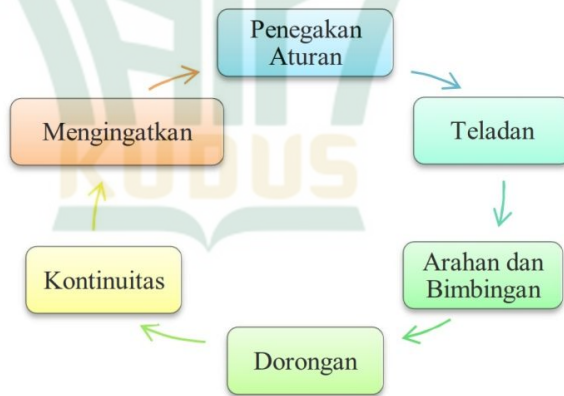 Penegakan
Aturan
Teladan
Arahan dan
Bimbingan
Dorongan
Kontinuitas
Mengingatkan
KUDUS